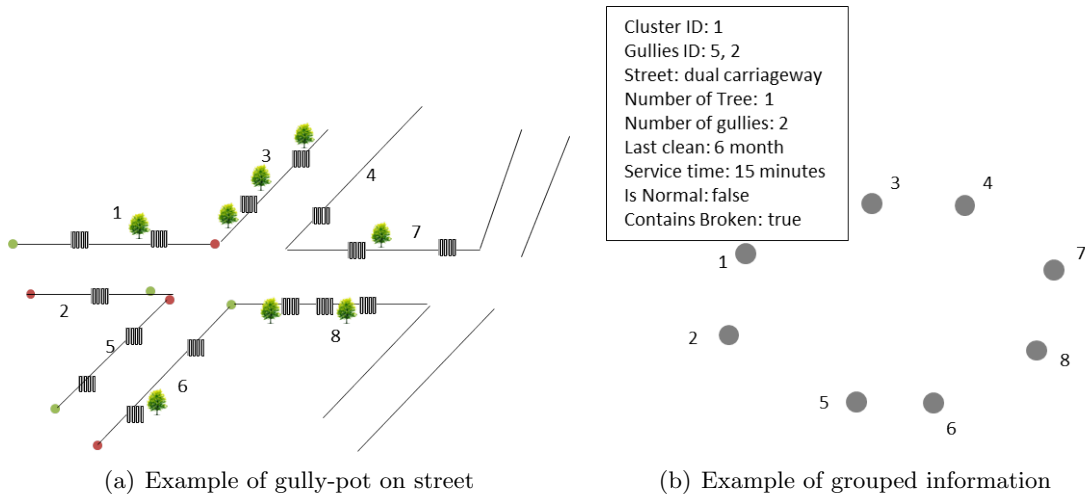 Cluster ID: 1
Gullies ID: 5, 2
Street: dual carriageway
Number of Tree: 1
Number of gullies: 2
Last clean: 6 month
Service time: 15 minutes
Is Normal: false
Contains Broken: true
1
2
3
4
5
6
7
8
1
2
3
4
5
6
7
8
(a) Example of gully-pot on street
(b) Example of grouped information